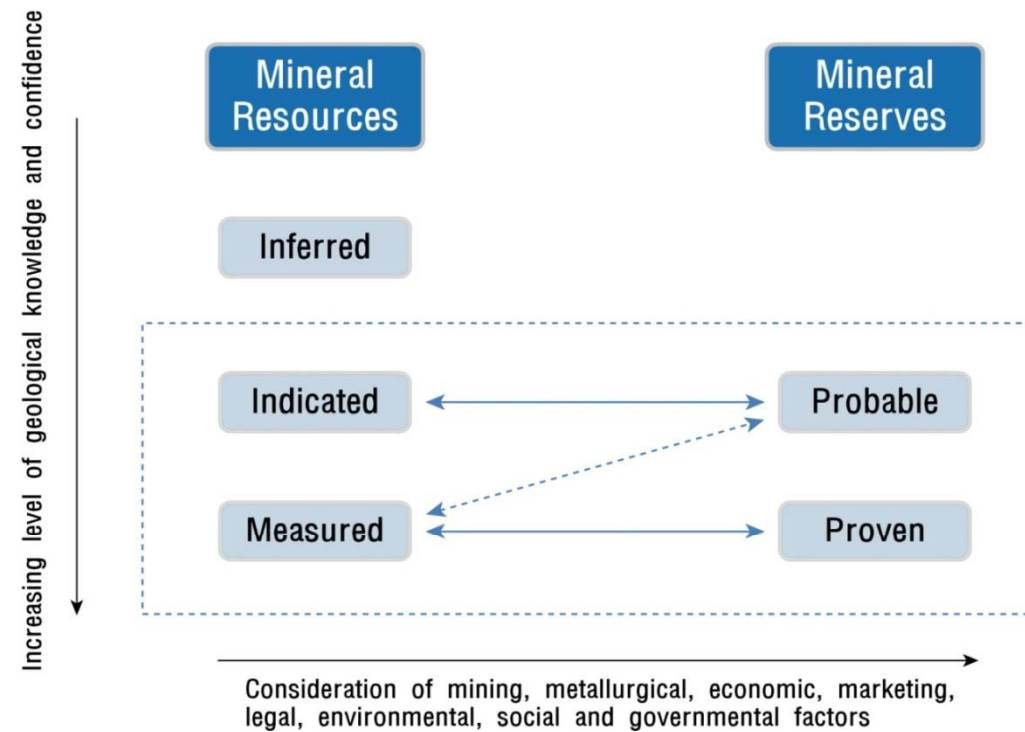 Increasing level of geological knowledge and confidence
Mineral
Resources
Mineral
Reserves
Inferred
Indicated
Probable
Measured
Proven
Consideration of mining, metallurgical, economic, marketing,
legal, environmental, social and governmental factors